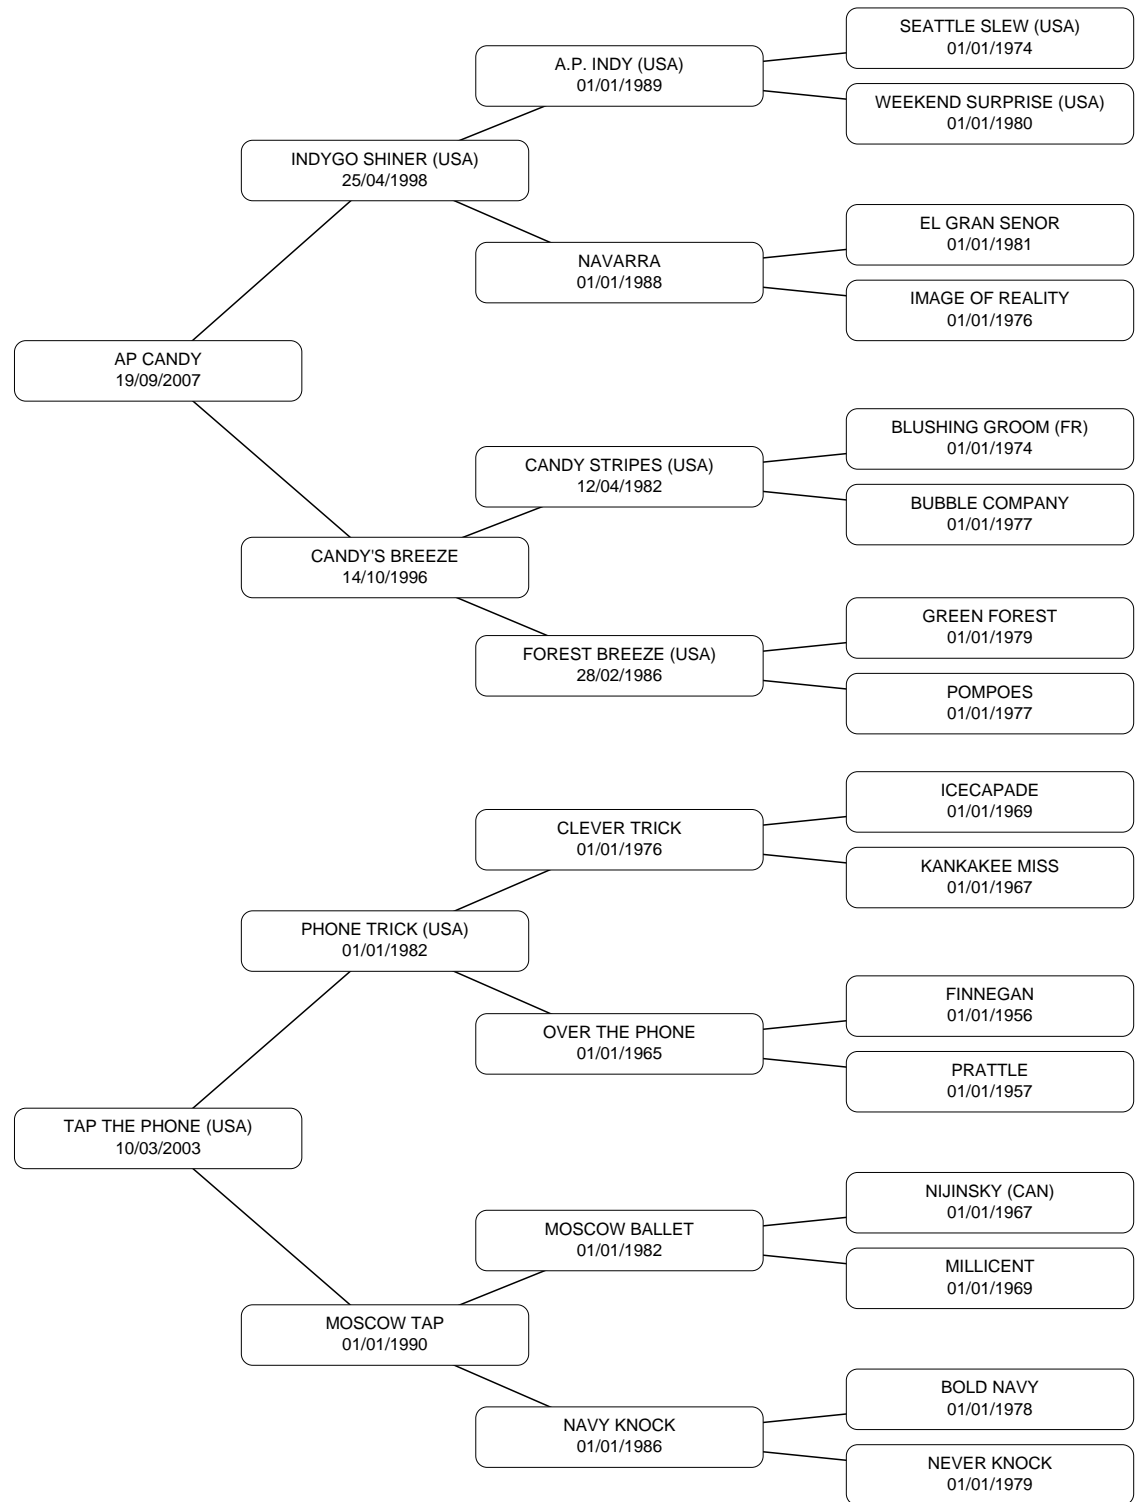 SEATTLE SLEW (USA)
01/01/1974
A.P. INDY (USA)
01/01/1989
WEEKEND SURPRISE (USA)
01/01/1980
INDYGO SHINER (USA)
25/04/1998
EL GRAN SENOR
01/01/1981
NAVARRA
01/01/1988
IMAGE OF REALITY
01/01/1976
AP CANDY
19/09/2007
BLUSHING GROOM (FR)
01/01/1974
CANDY STRIPES (USA)
12/04/1982
BUBBLE COMPANY
01/01/1977
CANDY'S BREEZE
14/10/1996
GREEN FOREST
01/01/1979
FOREST BREEZE (USA)
28/02/1986
POMPOES
01/01/1977
ICECAPADE
01/01/1969
CLEVER TRICK
01/01/1976
KANKAKEE MISS
01/01/1967
PHONE TRICK (USA)
01/01/1982
FINNEGAN
01/01/1956
OVER THE PHONE
01/01/1965
PRATTLE
01/01/1957
TAP THE PHONE (USA)
10/03/2003
NIJINSKY (CAN)
01/01/1967
MOSCOW BALLET
01/01/1982
MILLICENT
01/01/1969
MOSCOW TAP
01/01/1990
BOLD NAVY
01/01/1978
NAVY KNOCK
01/01/1986
NEVER KNOCK
01/01/1979